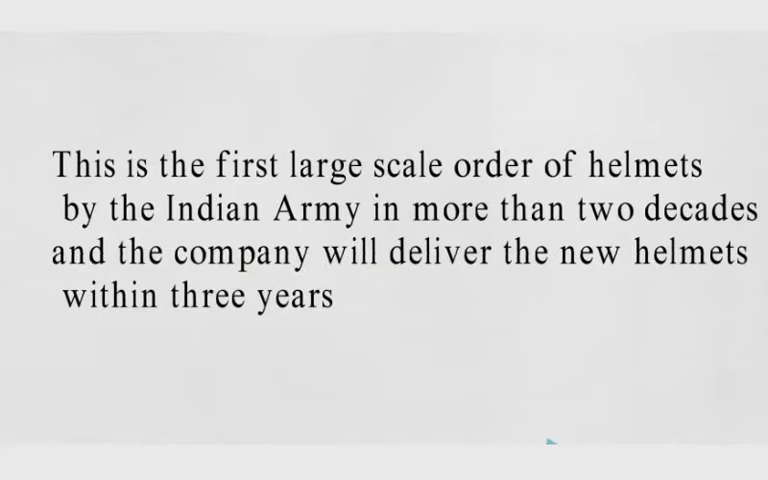 This is the first large scale order of helmets
by the Indian Army in more than two decades
and the company will deliver the new helmets
within three years